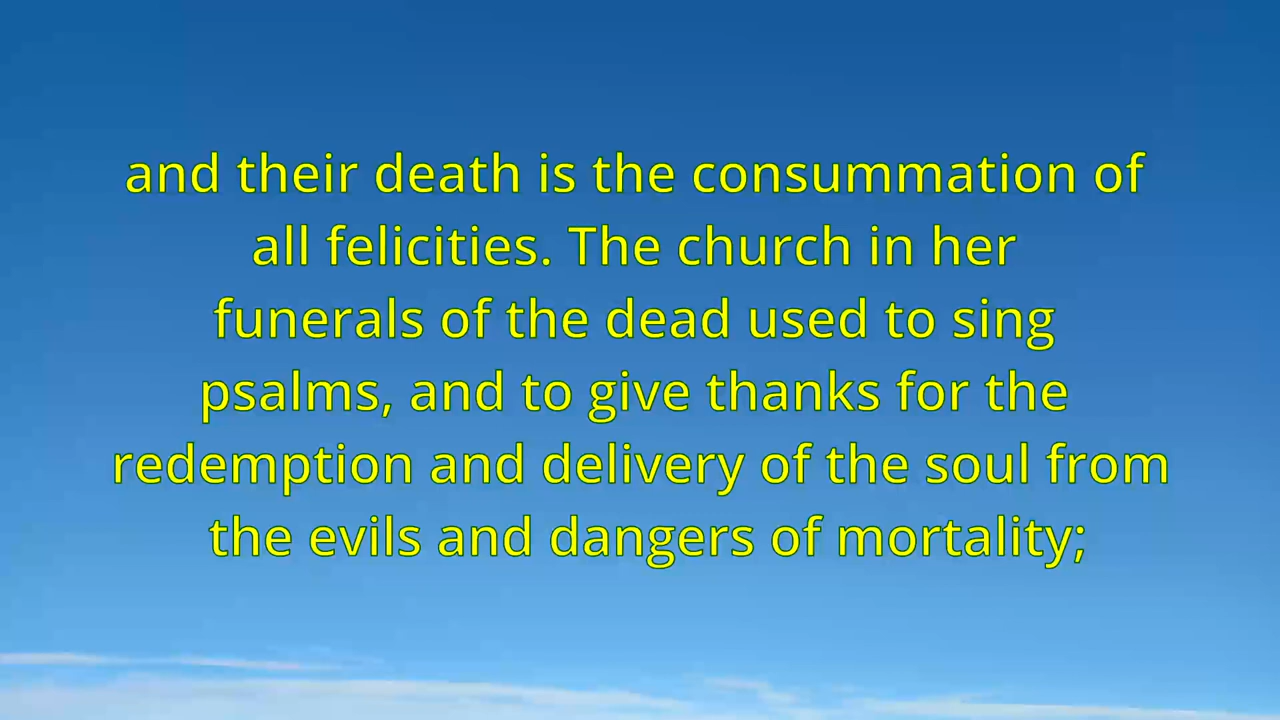 and their death is the consummation of
all felicities. The church in her
funerals of the dead used to sing
psalms, and to give thanks for the
redemption and delivery of the soul from
the evils and dangers of mortality;